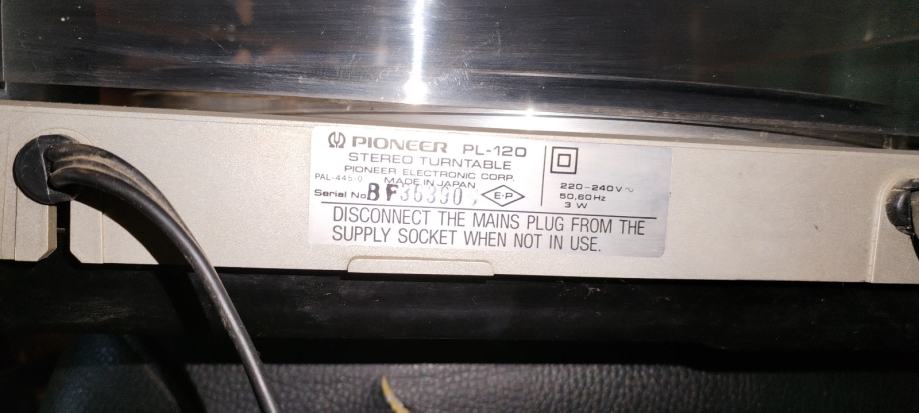 PIONEER PL-120
STEREO TURNTABLE
PIONEER ELECTRONIC CORP.
PAL-445-0 MADE IN JAPAN
Serial No.
E·P
220-240V~
50,60Hz
3 W
DISCONNECT THE MAINS PLUG FROM THE
SUPPLY SOCKET WHEN NOT IN USE.